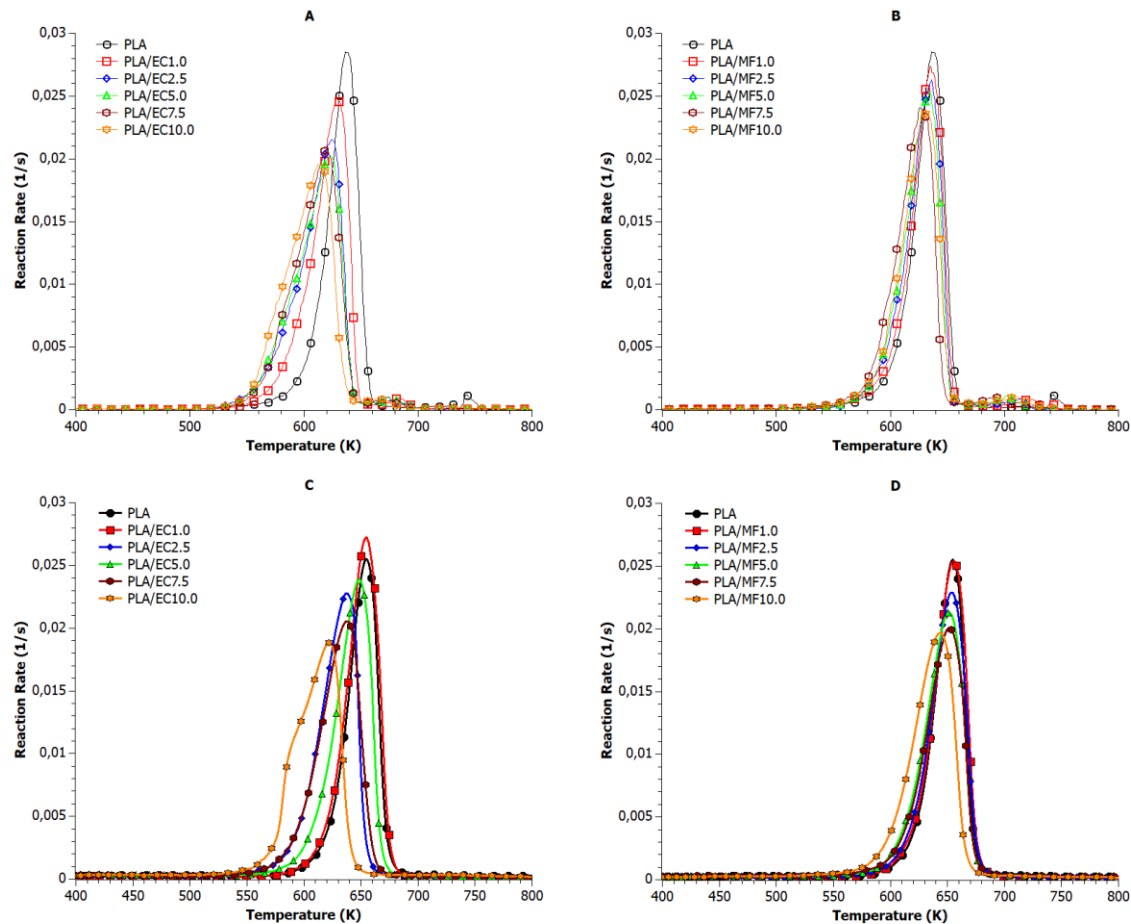 A
0,03
0,025
0,02
0,015
0,01
0,005
0
Reaction Rate (1/s)
PLA
PLA/EC1.0
PLA/EC2.5
PLA/EC5.0
PLA/EC7.5
PLA/EC10.0
400 450 500 550 600 650 700 750 800
Temperature (K)
B
0,03
0,025
0,02
0,015
0,01
0,005
0
Reaction Rate (1/s)
PLA
PLA/MF1.0
PLA/MF2.5
PLA/MF5.0
PLA/MF7.5
PLA/MF10.0
400 450 500 550 600 650 700 750 800
Temperature (K)
C
0,03
0,025
0,02
0,015
0,01
0,005
0
Reaction Rate (1/s)
PLA
PLA/EC1.0
PLA/EC2.5
PLA/EC5.0
PLA/EC7.5
PLA/EC10.0
400 450 500 550 600 650 700 750 800
Temperature (K)
D
0,03
0,025
0,02
0,015
0,01
0,005
0
Reaction Rate (1/s)
PLA
PLA/MF1.0
PLA/MF2.5
PLA/MF5.0
PLA/MF7.5
PLA/MF10.0
400 450 500 550 600 650 700 750 800
Temperature (K)